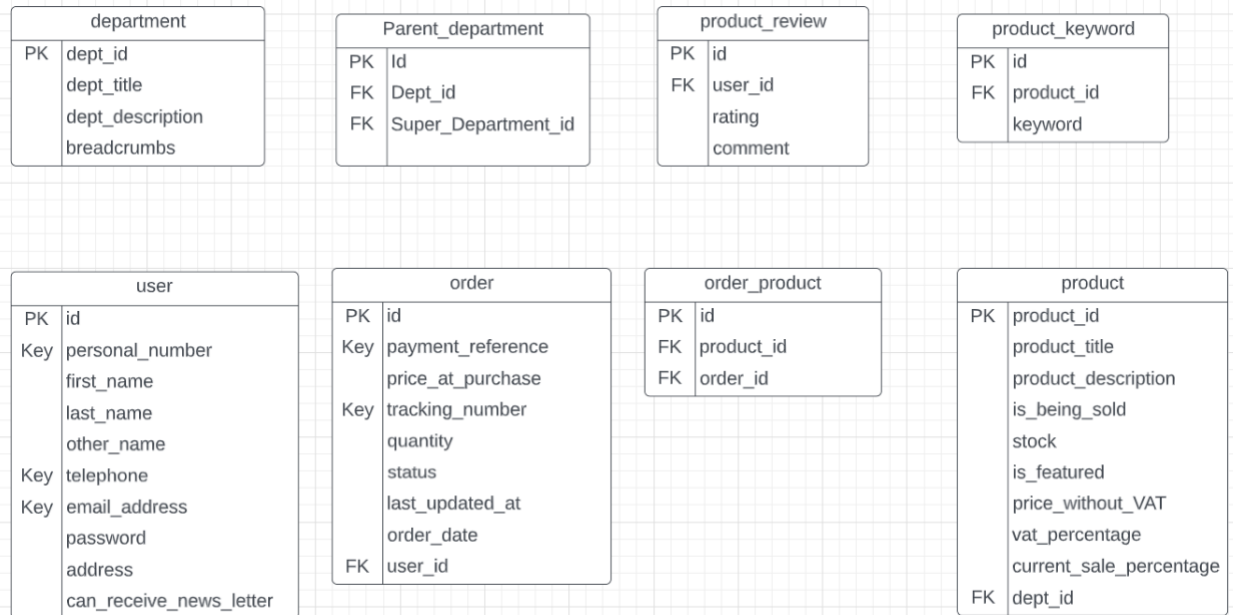 department
PK dept_id
dept_title
dept_description
breadcrumbs
Parent_department
PK Id
FK Dept_id
FK Super_Department_id
product_review
PK id
FK user_id
rating
comment
product_keyword
PK id
FK product_id
keyword
user
PK id
Key personal_number
first_name
last_name
other_name
Key telephone
Key email_address
password
address
can_receive_news_letter
order
PK id
Key payment_reference
price_at_purchase
Key tracking_number
quantity
status
last_updated_at
order_date
FK user_id
order_product
PK id
FK product_id
FK order_id
product
PK product_id
product_title
product_description
is_being_sold
stock
is_featured
price_without_VAT
vat_percentage
current_sale_percentage
FK dept_id